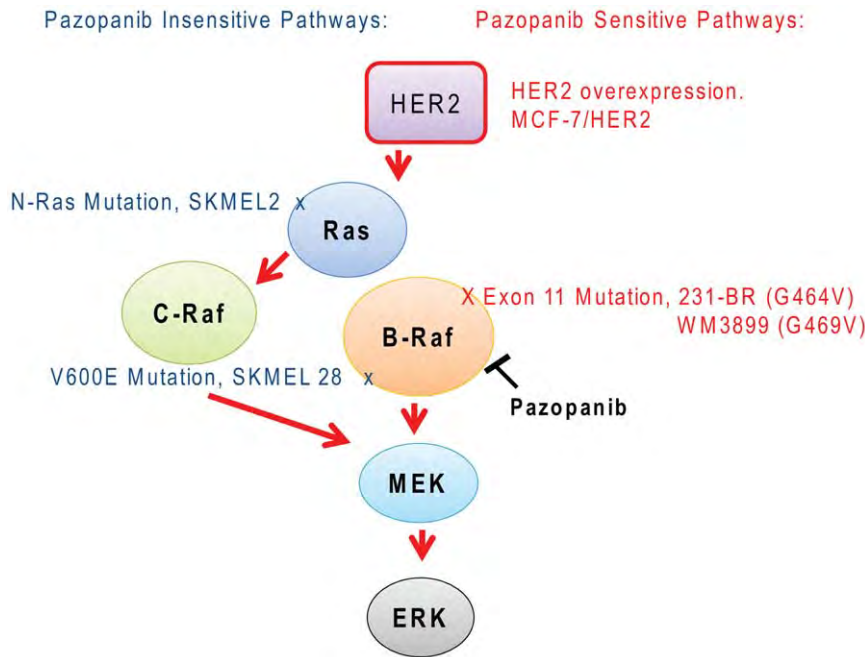 Pazopanib Insensitive Pathways:
Pazopanib Sensitive Pathways:
HER2
HER2 overexpression.
MCF-7/HER2
N-Ras Mutation, SKMEL2 x
Ras
C-Raf
X Exon 11 Mutation, 231-BR (G464V)
WM3899 (G469V)
B-Raf
V600E Mutation, SKMEL 28 x
Pazopanib
MEK
ERK